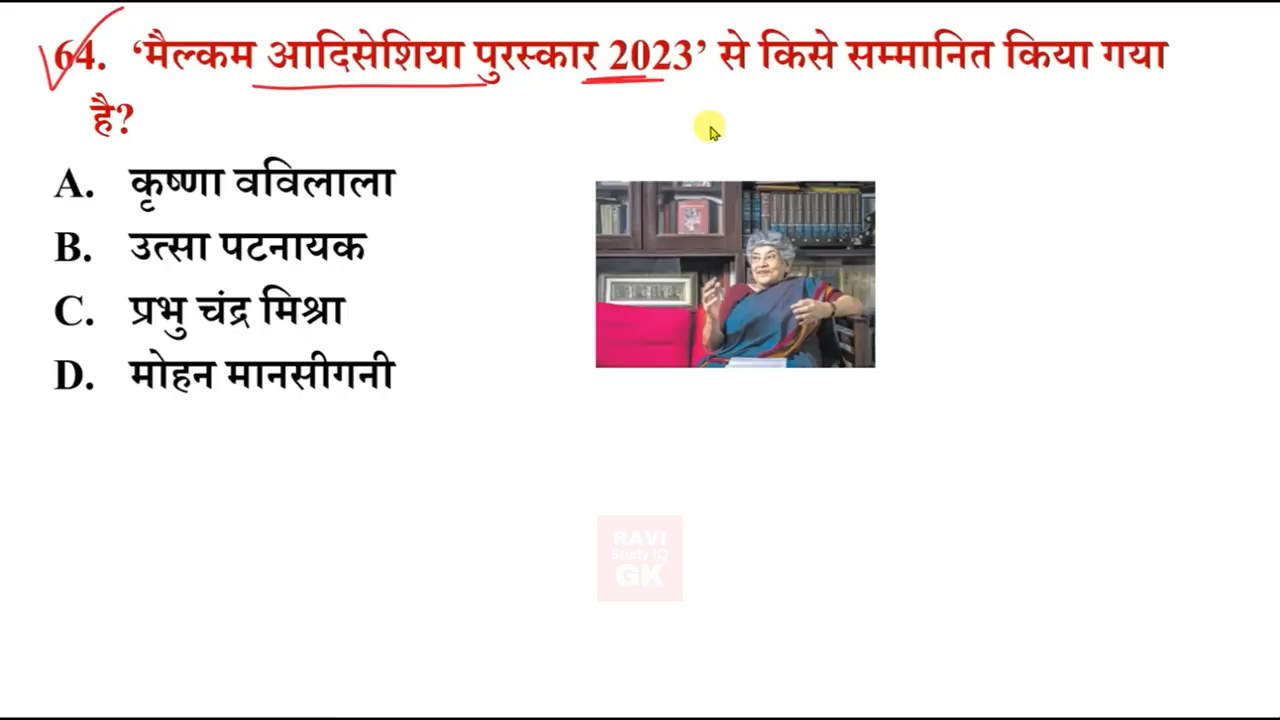 64. ‘मैल्कम आदिसेशिया पुरस्कार 2023’ से किसे सम्मानित किया गया
है?
A. कृष्णा वविलाला
B. उत्सा पटनायक
C. प्रभु चंद्र मिश्रा
D. मोहन मानसीगनी
RAVI
Study IQ
GK